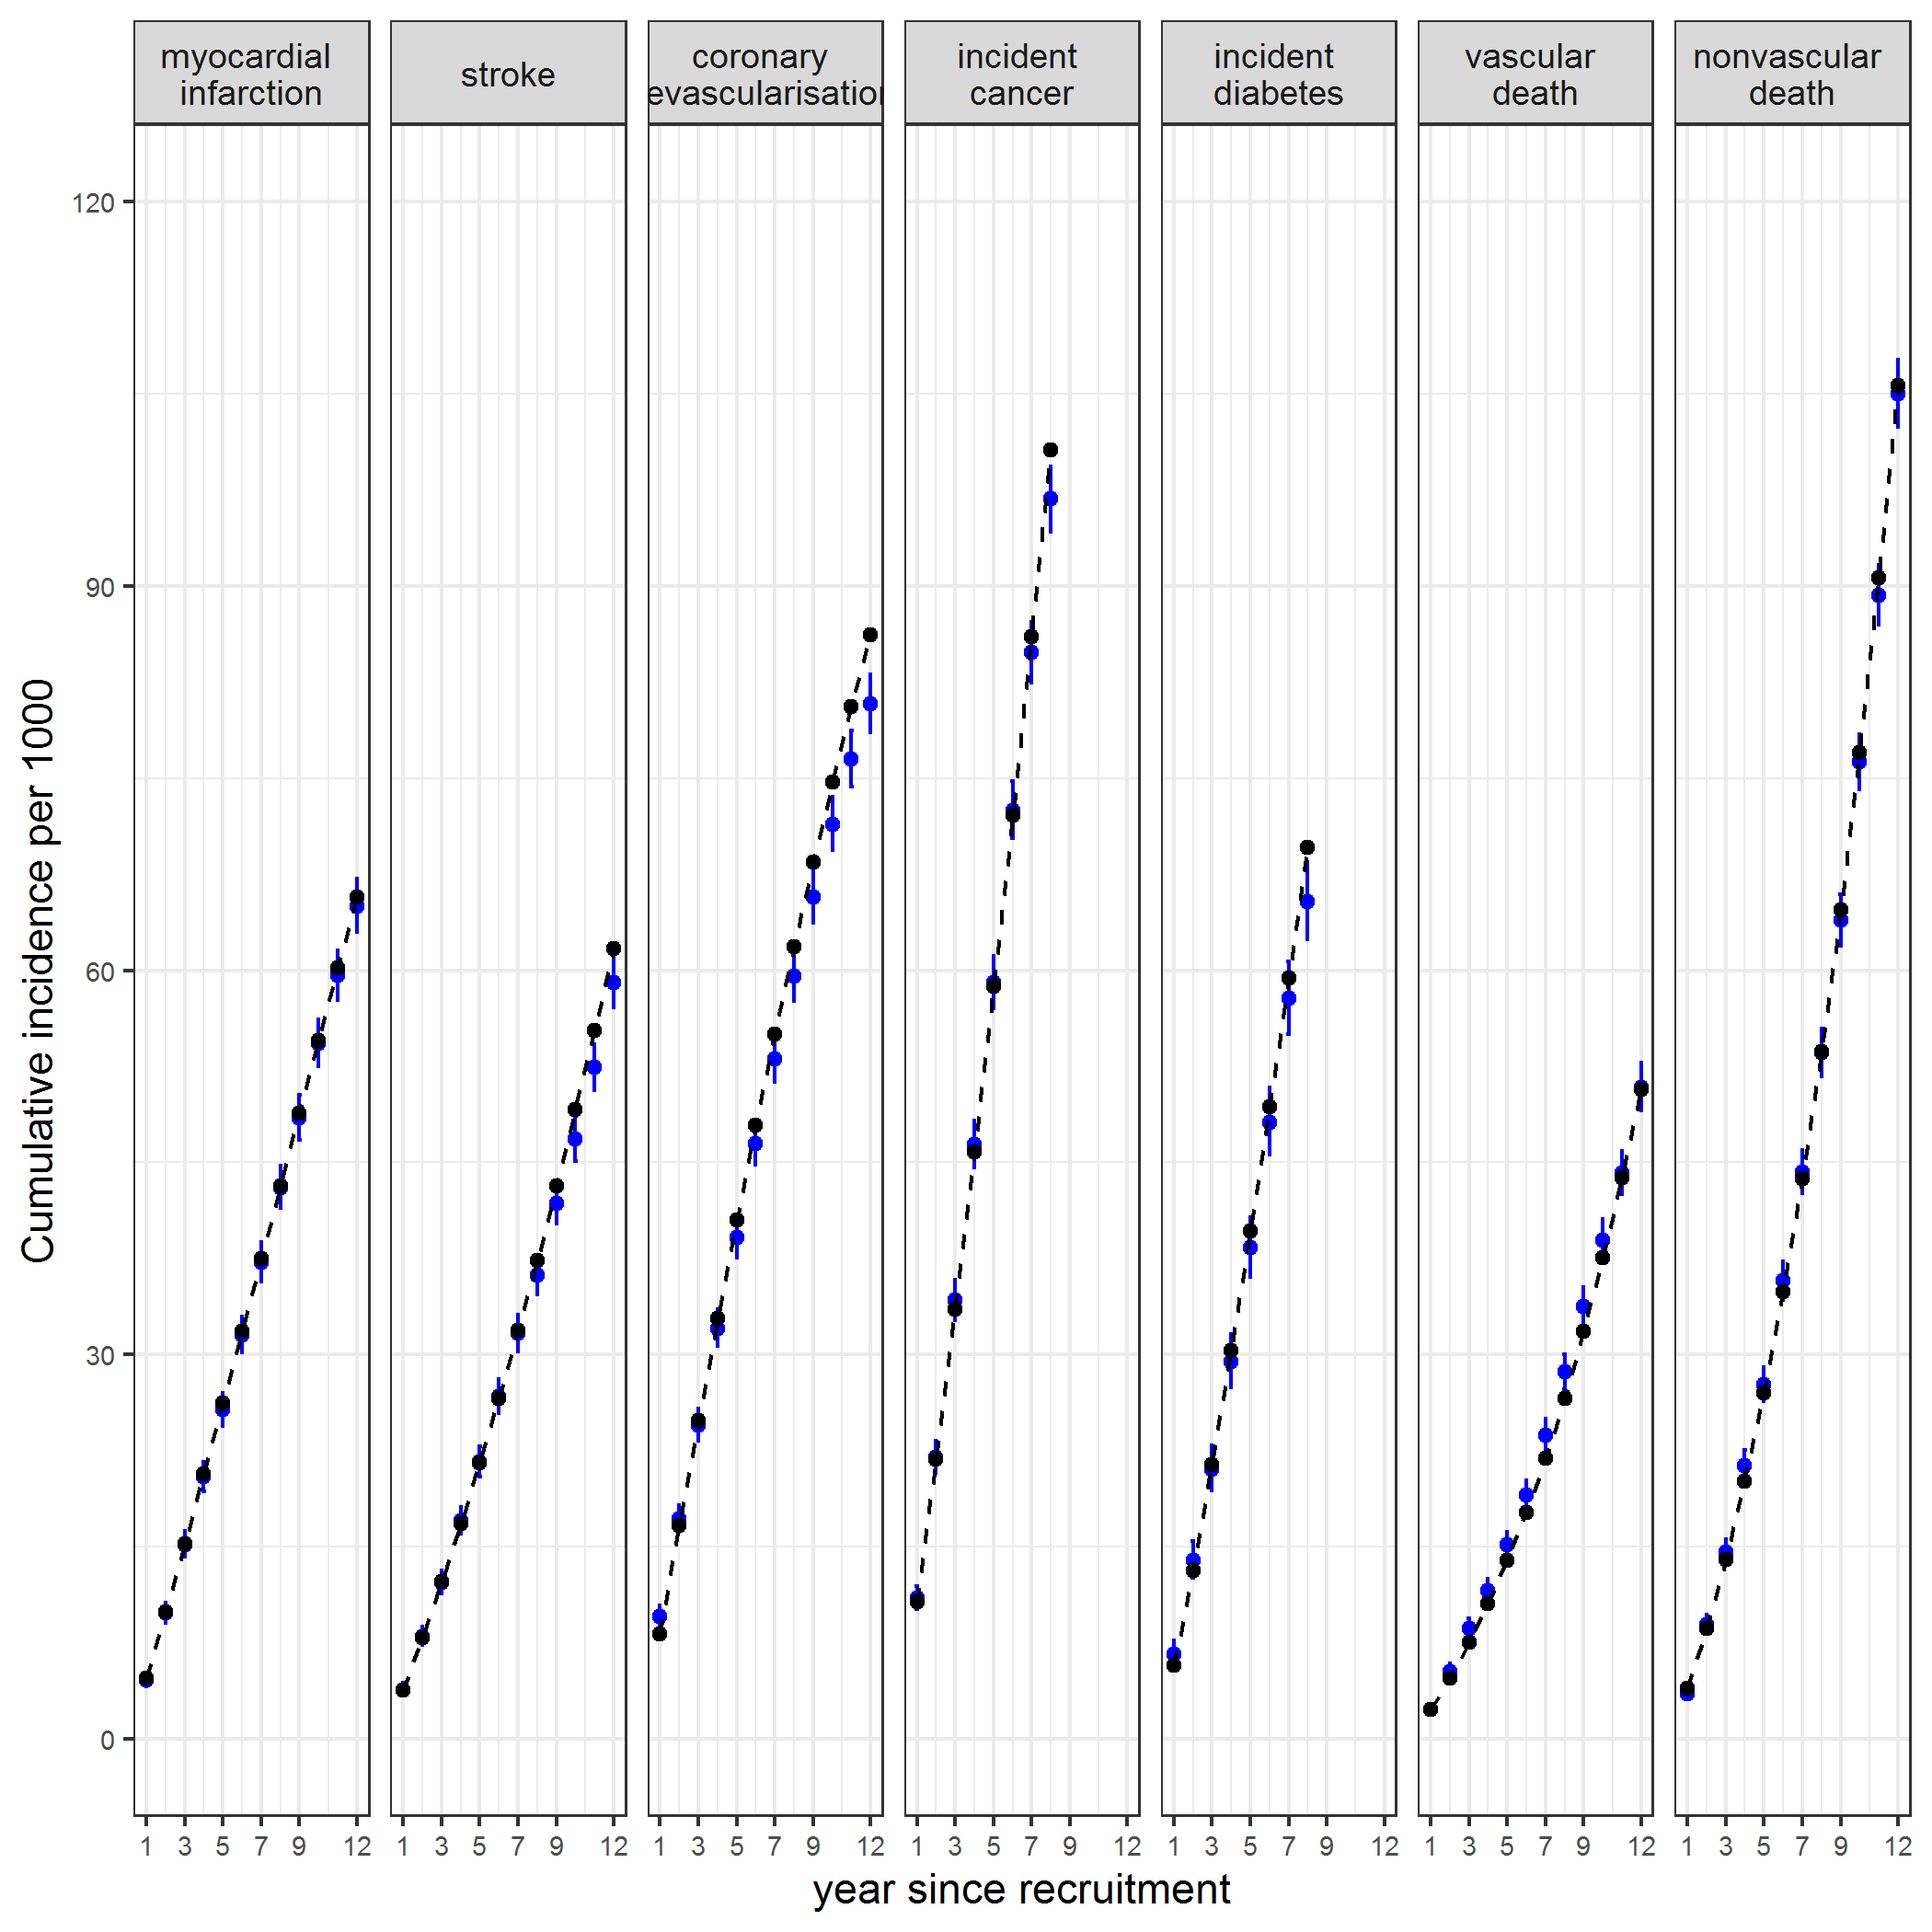 myocardial
infarction
stroke
coronary
evascularisation
incident
cancer
incident
diabetes
vascular
death
nonvascular
death
Cumulative incidence per 1000
120
90
60
30
0
1 3 5 7 9 12
1 3 5 7 9 12
1 3 5 7 9 12
1 3 5 7 9 12
1 3 5 7 9 12
1 3 5 7 9 12
1 3 5 7 9 12
year since recruitment